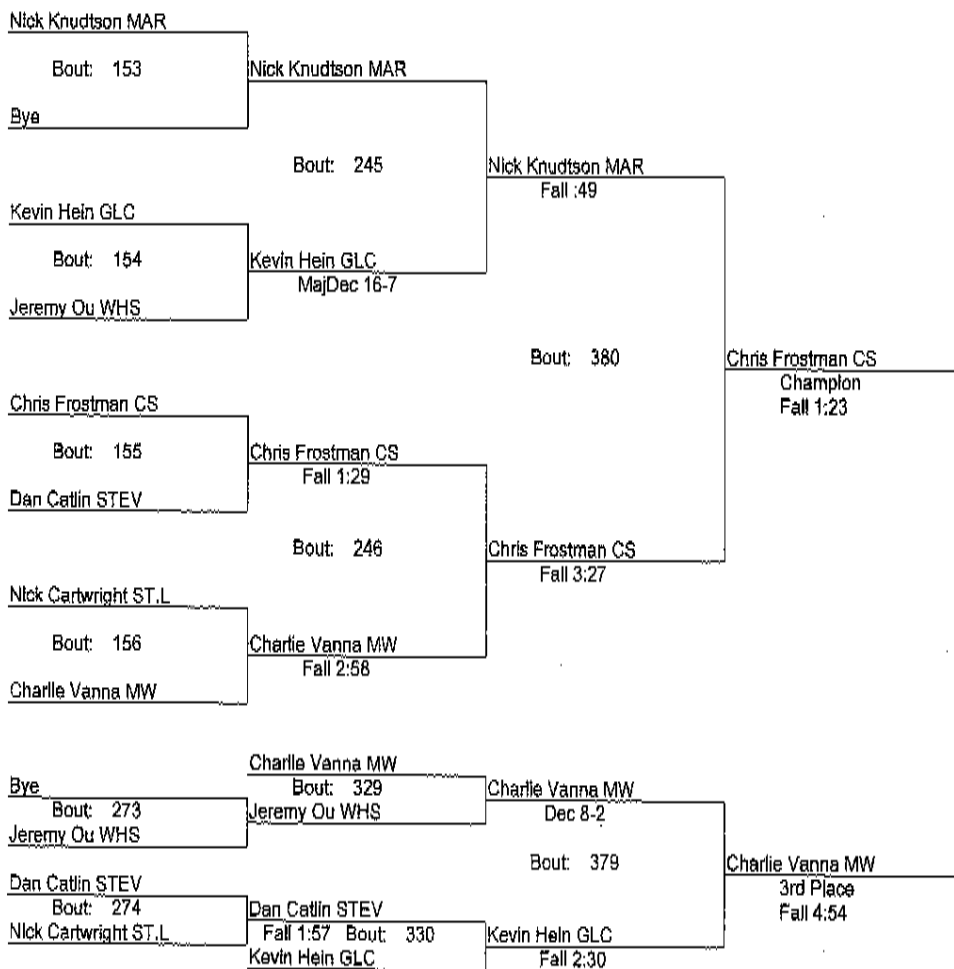 Nick Knudtson MAR
Bout: 153
Nick Knudtson MAR
Bye
Bout: 245
Nick Knudtson MAR
Fall :49
Kevin Hein GLC
Bout: 154
Kevin Hein GLC
MajDec 16-7
Jeremy Ou WHS
Bout: 380
Chris Frostman CS
Champion
Fall 1:23
Chris Frostman CS
Bout: 155
Chris Frostman CS
Fall 1:29
Dan Catlin STEV
Bout: 246
Chris Frostman CS
Fall 3:27
Nick Cartwright ST.L
Bout: 156
Charlie Vanna MW
Fall 2:58
Charlie Vanna MW
Charlie Vanna MW
Bye
Bout: 329
Charlie Vanna MW
Bout: 273
Jeremy Ou WHS
Dec 8-2
Jeremy Ou WHS
Bout: 379
Charlie Vanna MW
3rd Place
Fall 4:54
Dan Catlin STEV
Bout: 274
Dan Catlin STEV
Nick Cartwright ST.L
Fall 1:57 Bout: 330
Kevin Hein GLC
Fall 2:30
Kevin Hein GLC